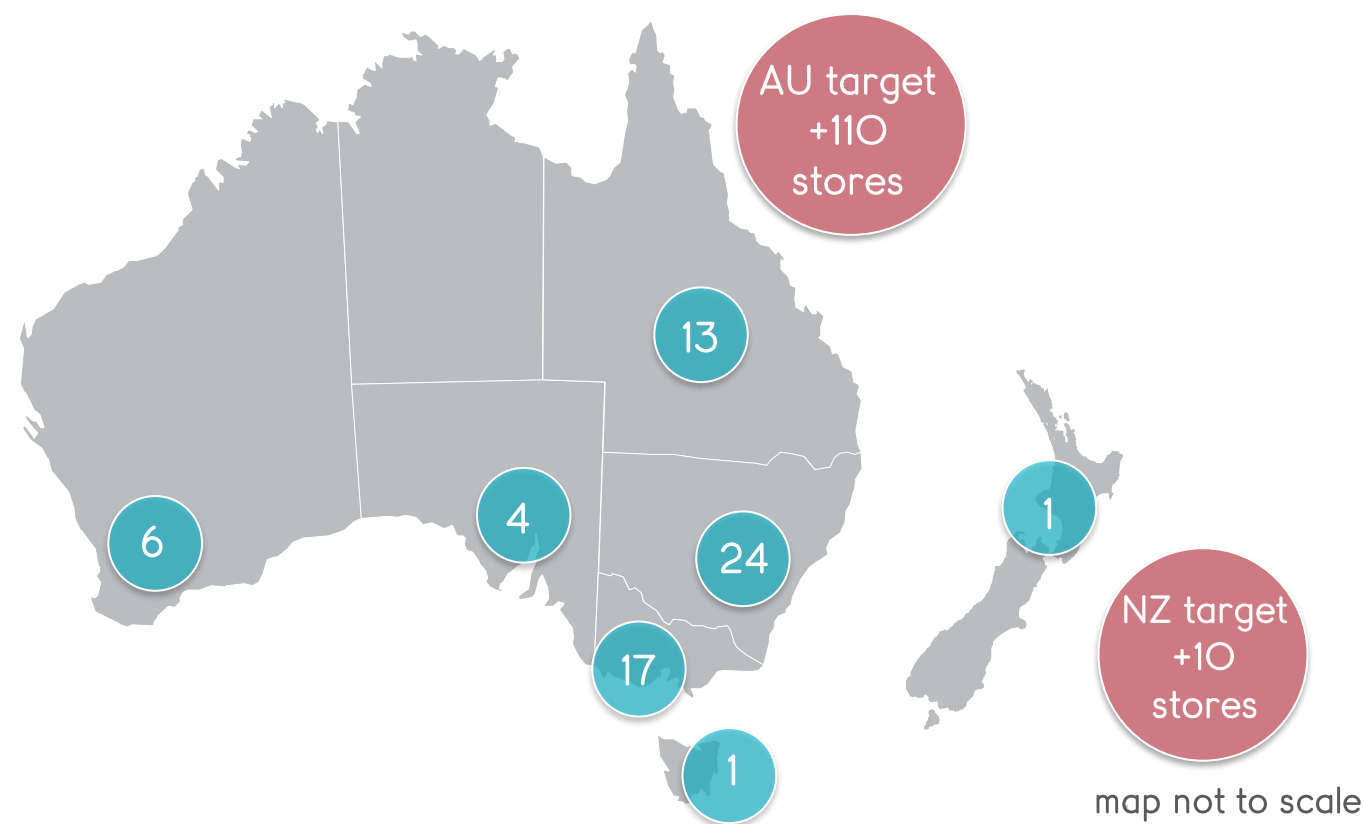 AU target
+110
stores
13
6
4
24
1
17
1
NZ target
+10
stores
map not to scale